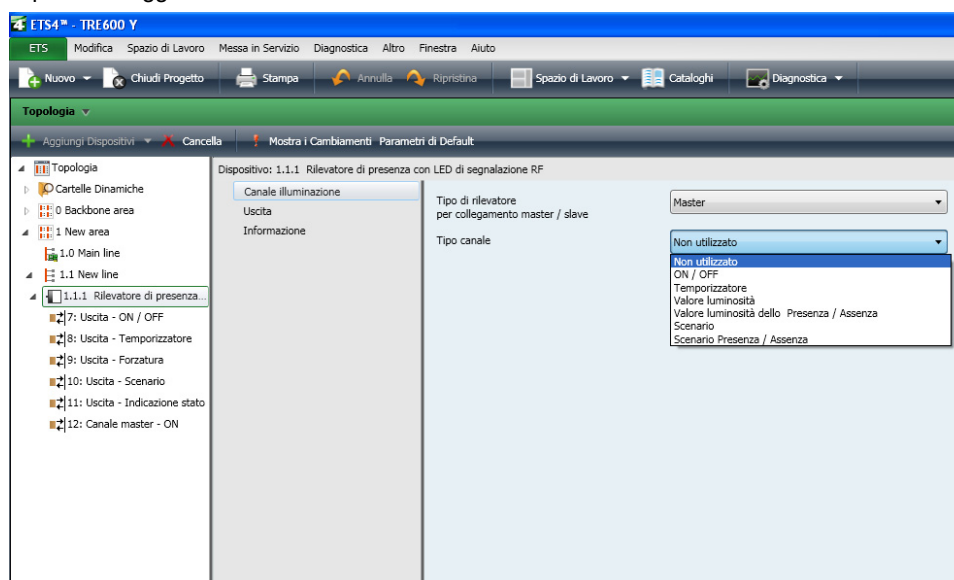 ETS4™ - TRE600 Y
ETS Modifica Spazio di Lavoro Messa in Servizio Diagnostica Altro Finestra Aiuto
Nuovo Chiudi Progetto Stampa Annulla Ripristina Spazio di Lavoro Cataloghi Diagnostica
Topologia
Aggiungi Dispositivi Cancella Mostra i Cambiamenti Parametri di Default
Topologia
Cartelle Dinamiche
0 Backbone area
1 New area
1.0 Main line
1.1 New line
1.1.1 Rilevatore di presenza...
7: Uscita - ON / OFF
8: Uscita - Temporizzatore
9: Uscita - Forzatura
10: Uscita - Scenario
11: Uscita - Indicazione stato
12: Canale master - ON
Dispositivo: 1.1.1 Rilevatore di presenza con LED di segnalazione RF
Canale illuminazione
Uscita
Informazione
Tipo di rilevatore
per collegamento master / slave
Master
Tipo canale
Non utilizzato
Non utilizzato
ON / OFF
Temporizzatore
Valore luminosità
Valore luminosità dello Presenza / Assenza
Scenario
Scenario Presenza / Assenza